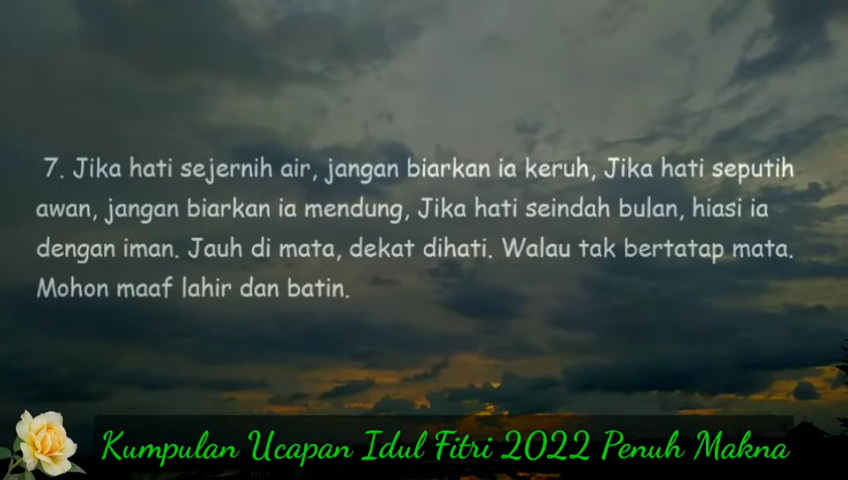 7. Jika hati sejernih air, jangan biarkan ia keruh, Jika hati seputih
awan, jangan biarkan ia mendung, Jika hati seindah bulan, hiasi ia
dengan iman. Jauh di mata, dekat dihati. Walau tak bertatap mata.
Mohon maaf lahir dan batin.
Kumpulan Ucapan Idul Fitri 2022 Penuh Makna